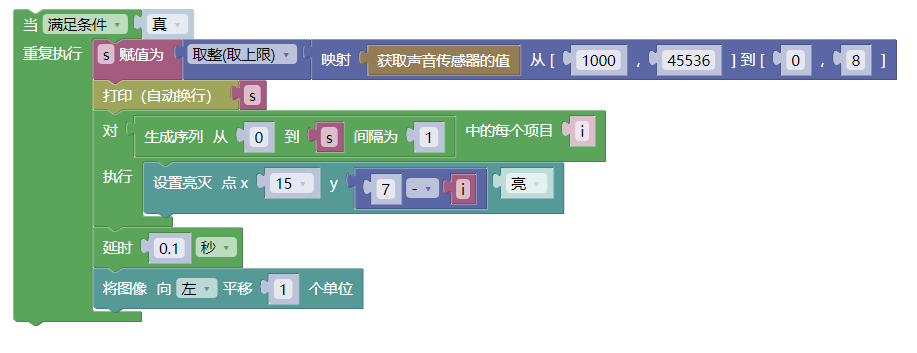 当 满足条件 真
重复执行 s 赋值为 取整(取上限) 映射 获取声音传感器的值 从 [ 1000 , 45536 ] 到 [ 0 , 8 ]
打印（自动换行） s
对 生成序列 从 0 到 s 间隔为 1 中的每个项目 i
执行 设置亮灭 点 x 15 y 7 - i 亮
延时 0.1 秒
将图像 向 左 平移 1 个单位